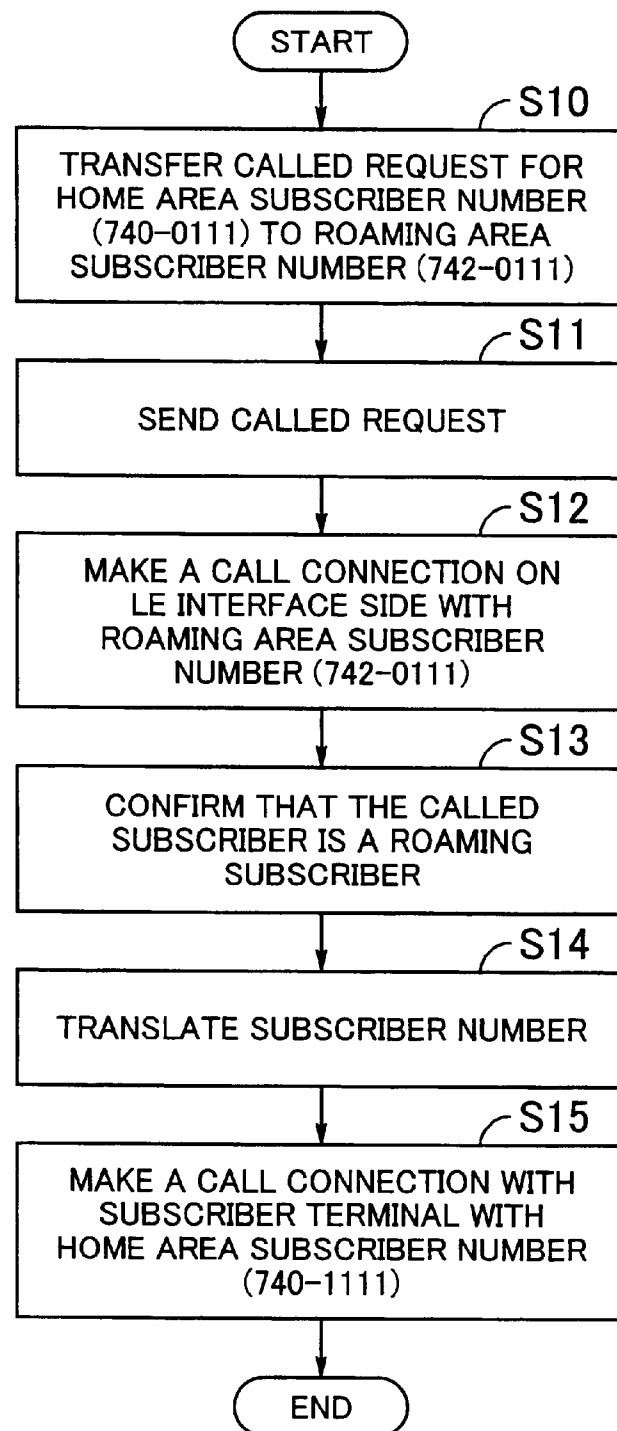 START
S10
TRANSFER CALLED REQUEST FOR
HOME AREA SUBSCRIBER NUMBER
(740-0111) TO ROAMING AREA
SUBSCRIBER NUMBER (742-0111)
S11
SEND CALLED REQUEST
S12
MAKE A CALL CONNECTION ON
LE INTERFACE SIDE WITH
ROAMING AREA SUBSCRIBER
NUMBER (742-0111)
S13
CONFIRM THAT THE CALLED
SUBSCRIBER IS A ROAMING
SUBSCRIBER
S14
TRANSLATE SUBSCRIBER NUMBER
S15
MAKE A CALL CONNECTION WITH
SUBSCRIBER TERMINAL WITH
HOME AREA SUBSCRIBER NUMBER
(740-1111)
END